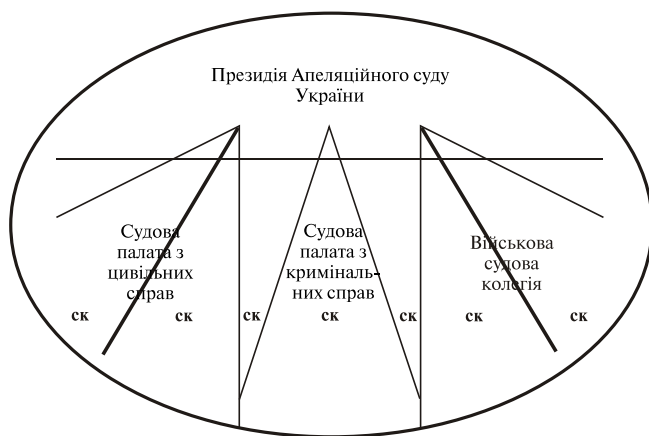 Президія Апеляційного суду
України
Судова
палата з
цивільних
справ
Судова
палата з
криміналь-
них справ
Військова
судова
колегія
ск ск ск ск ск ск ск